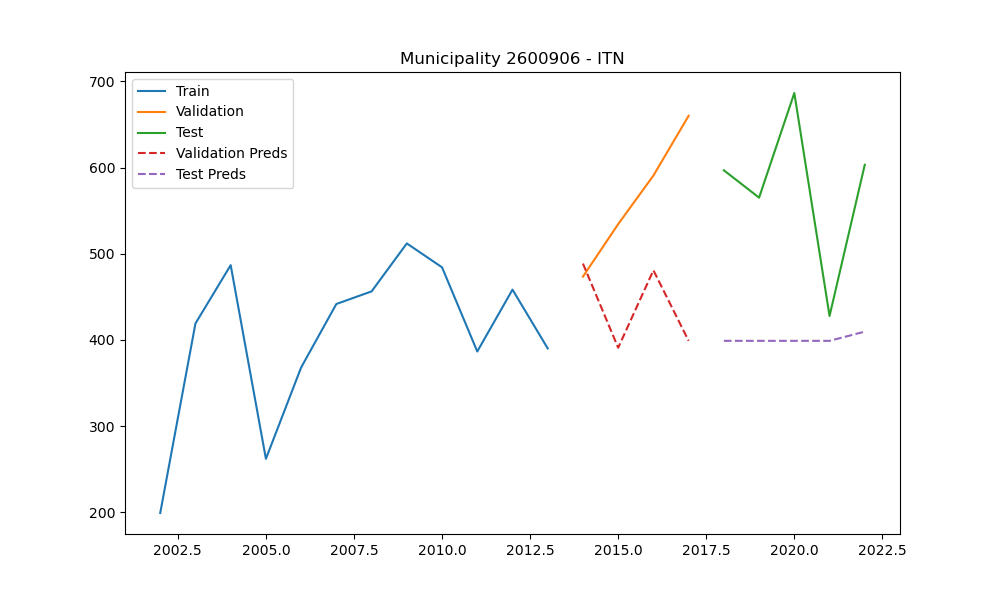 Municipality 2600906 - ITN
700
600
500
400
300
200
Train
Validation
Test
Validation Preds
Test Preds
2002.5 2005.0 2007.5 2010.0 2012.5 2015.0 2017.5 2020.0 2022.5